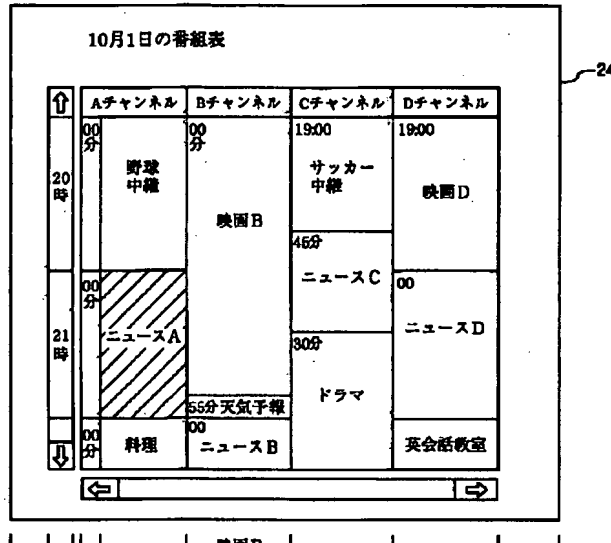 10月1日の番組表
24
Aチャンネル Bチャンネル Cチャンネル Dチャンネル
20時
00分
野球中継
00分
映画B
19:00
サッカー中継
19:00
映画D
45分
ニュースC
21時
00分
ニュースA
00
ニュースD
30分
ドラマ
55分天気予報
00分
料理
00
ニュースB
英会話教室